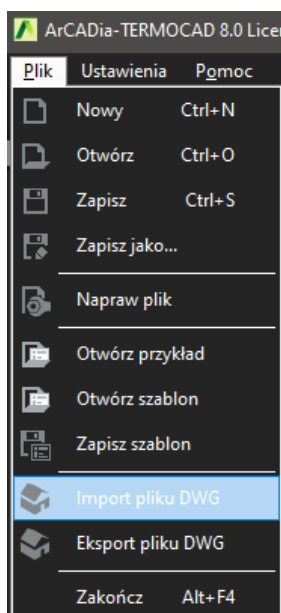 ArCADia-TERMOCAD 8.0 Licen
Plik Ustawienia Pomoc
Nowy Ctrl+N
Otwórz Ctrl+O
Zapisz Ctrl+S
Zapisz jako...
Napraw plik
Otwórz przykład
Otwórz szablon
Zapisz szablon
Import pliku DWG
Eksport pliku DWG
Zakończ Alt+F4